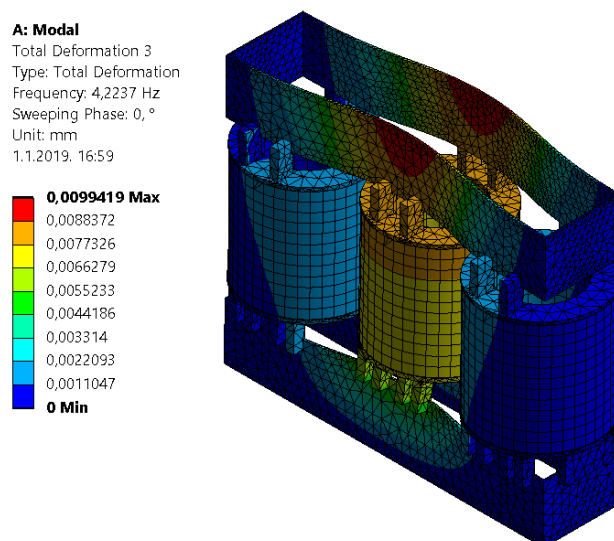 A: Modal
Total Deformation 3
Type: Total Deformation
Frequency: 4,2237 Hz
Sweeping Phase: 0, °
Unit: mm
1.1.2019. 16:59
0,0099419 Max
0,0088372
0,0077326
0,0066279
0,0055233
0,0044186
0,003314
0,0022093
0,0011047
0 Min